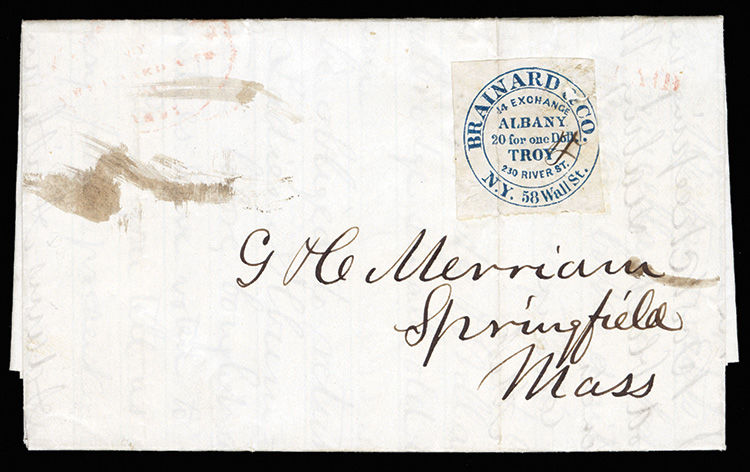 BRAINARD & CO.
14 EXCHANGE
ALBANY
20 for one Doll.
TROY
230 RIVER ST.
N.Y. 58 Wall St.
G & C Merriam
Springfield
Mass